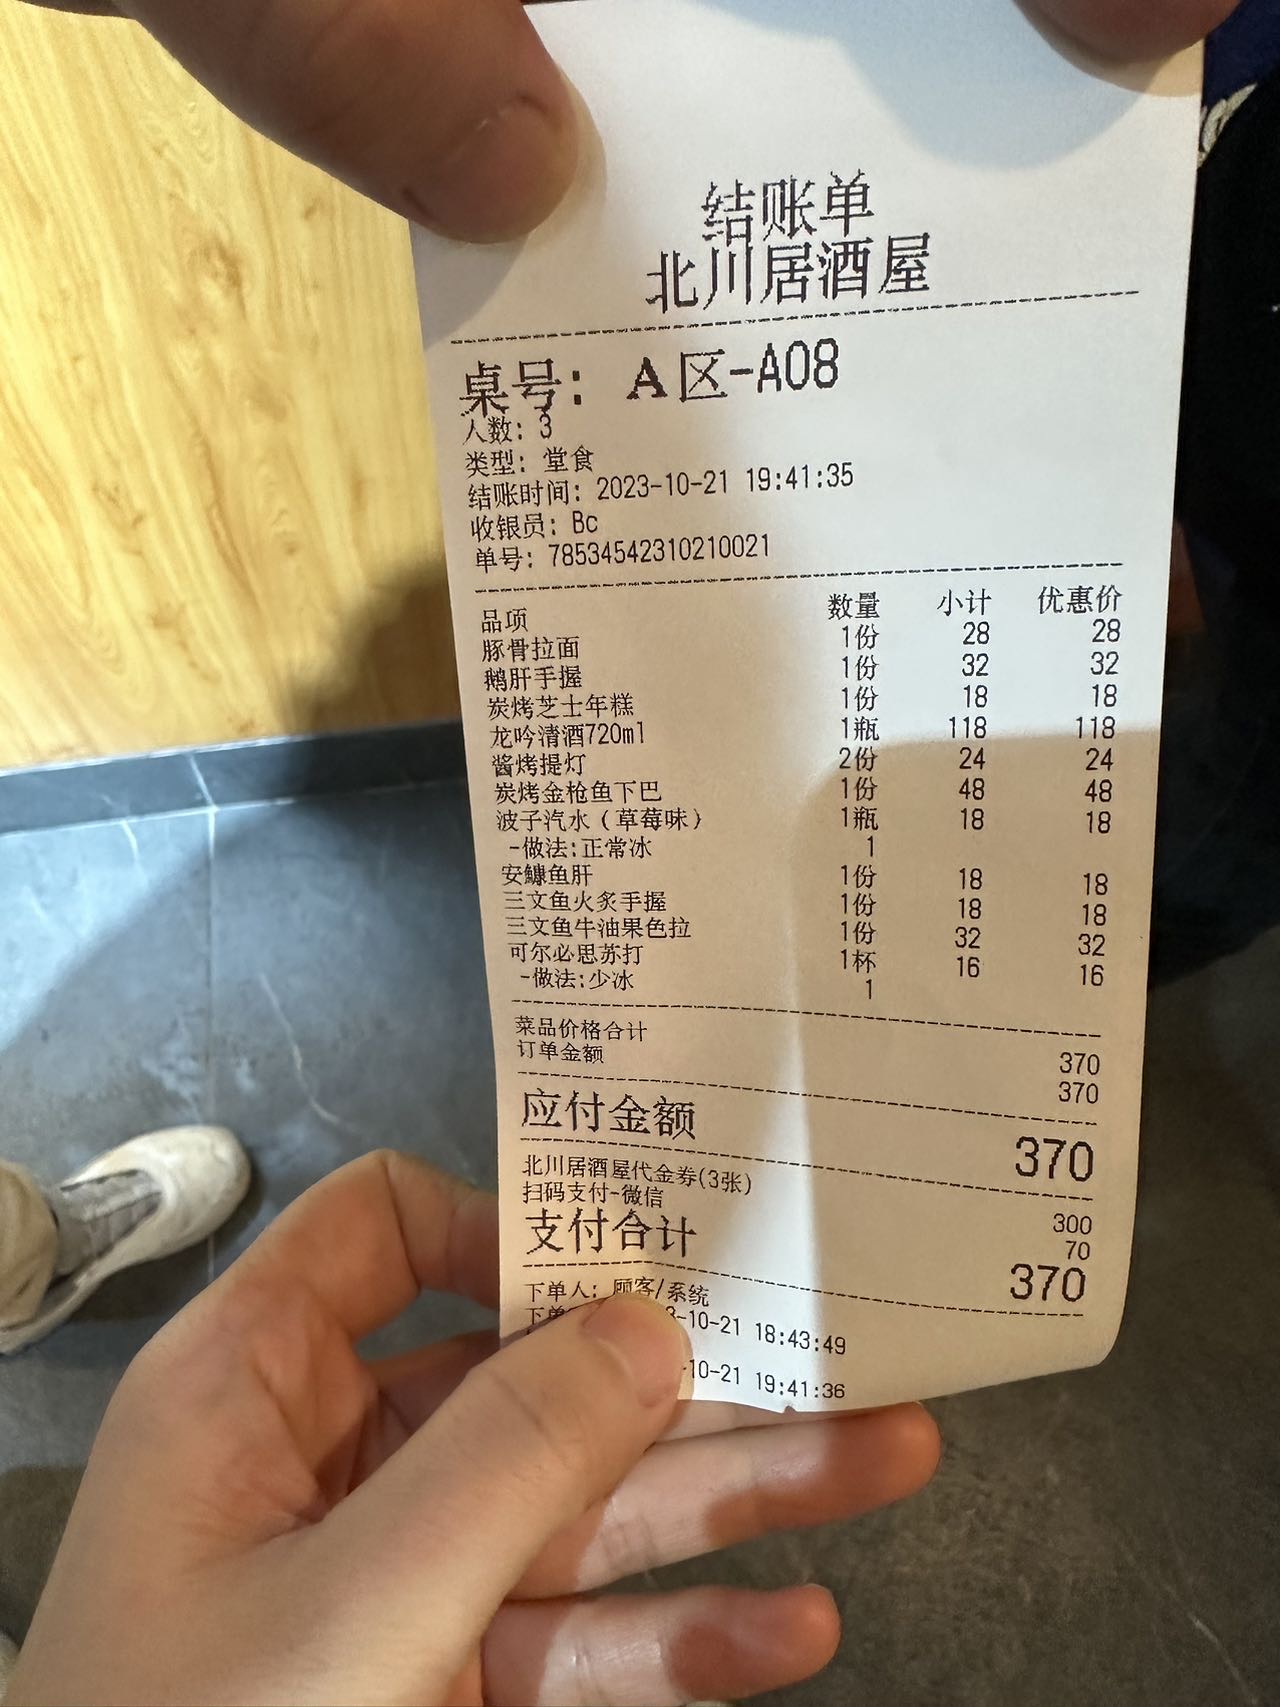 结账单
北川居酒屋
桌号: A区-A08
人数: 3
类型: 堂食
结账时间: 2023-10-21 19:41:35
收银员: Bc
单号: 78534542310210021
品项 数量 小计 优惠价
豚骨拉面 1份 28 28
鹅肝手握 1份 32 32
炭烤芝士年糕 1份 18 18
龙吟清酒720ml 1瓶 118 118
酱烤提灯 2份 24 24
炭烤金枪鱼下巴 1份 48 48
波子汽水（草莓味） 1瓶 18 18
-做法:正常冰 1
安鱇鱼肝 1份 18 18
三文鱼火炙手握 1份 18 18
三文鱼牛油果色拉 1份 32 32
可尔必思苏打 1杯 16 16
-做法:少冰 1
菜品价格合计 370
订单金额 370
应付金额 370
北川居酒屋代金券(3张) 300
扫码支付-微信 70
支付合计 370
下单人: 顾客/系统
下单 -10-21 18:43:49
-10-21 19:41:36